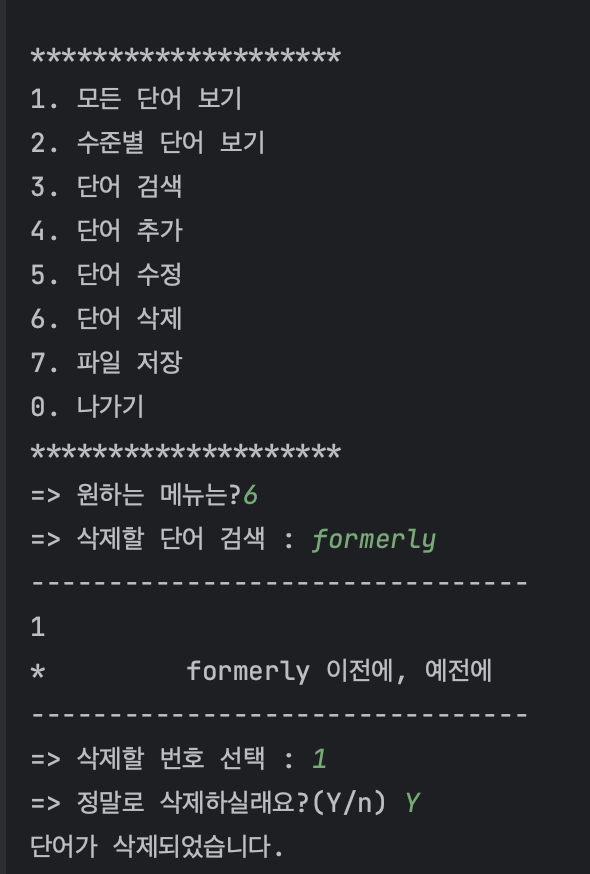 ********************
1. 모든 단어 보기
2. 수준별 단어 보기
3. 단어 검색
4. 단어 추가
5. 단어 수정
6. 단어 삭제
7. 파일 저장
0. 나가기
********************
=> 원하는 메뉴는?6
=> 삭제할 단어 검색 : formerly
--------------------------------
1
*         formerly 이전에, 예전에
--------------------------------
=> 삭제할 번호 선택 : 1
=> 정말로 삭제하실래요?(Y/n) Y
단어가 삭제되었습니다.